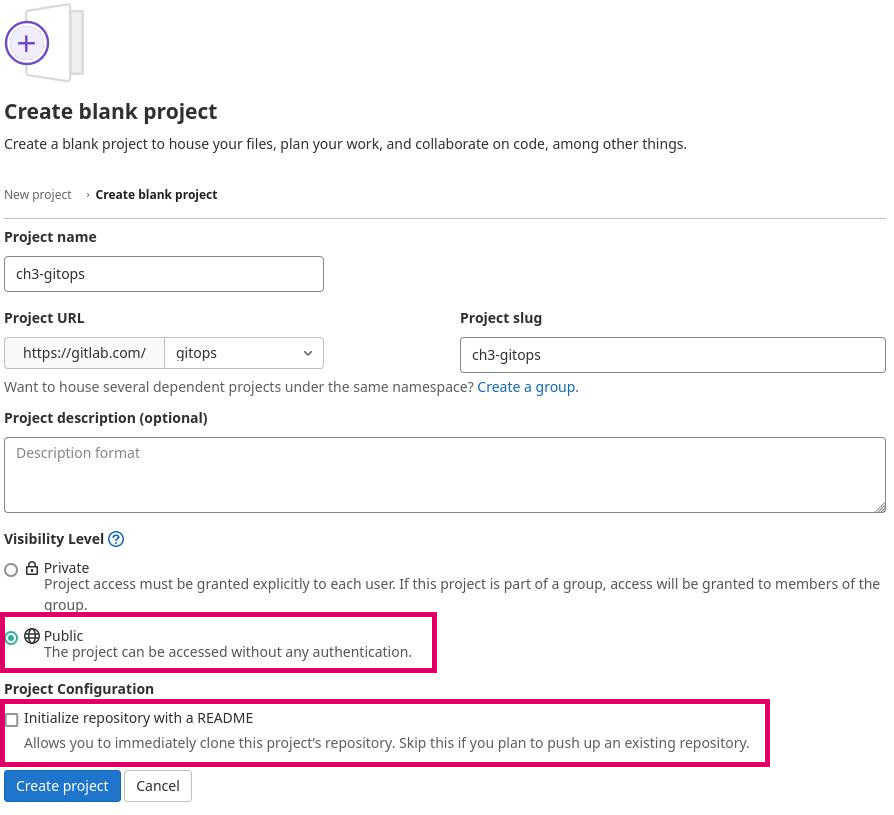 Create blank project
Create a blank project to house your files, plan your work, and collaborate on code, among other things.
New project › Create blank project
Project name
ch3-gitops
Project URL
Project slug
https://gitlab.com/ gitops
ch3-gitops
Want to house several dependent projects under the same namespace? Create a group.
Project description (optional)
Description format
Visibility Level ?
Private
Project access must be granted explicitly to each user. If this project is part of a group, access will be granted to members of the
group.
Public
The project can be accessed without any authentication.
Project Configuration
Initialize repository with a README
Allows you to immediately clone this project's repository. Skip this if you plan to push up an existing repository.
Create project Cancel